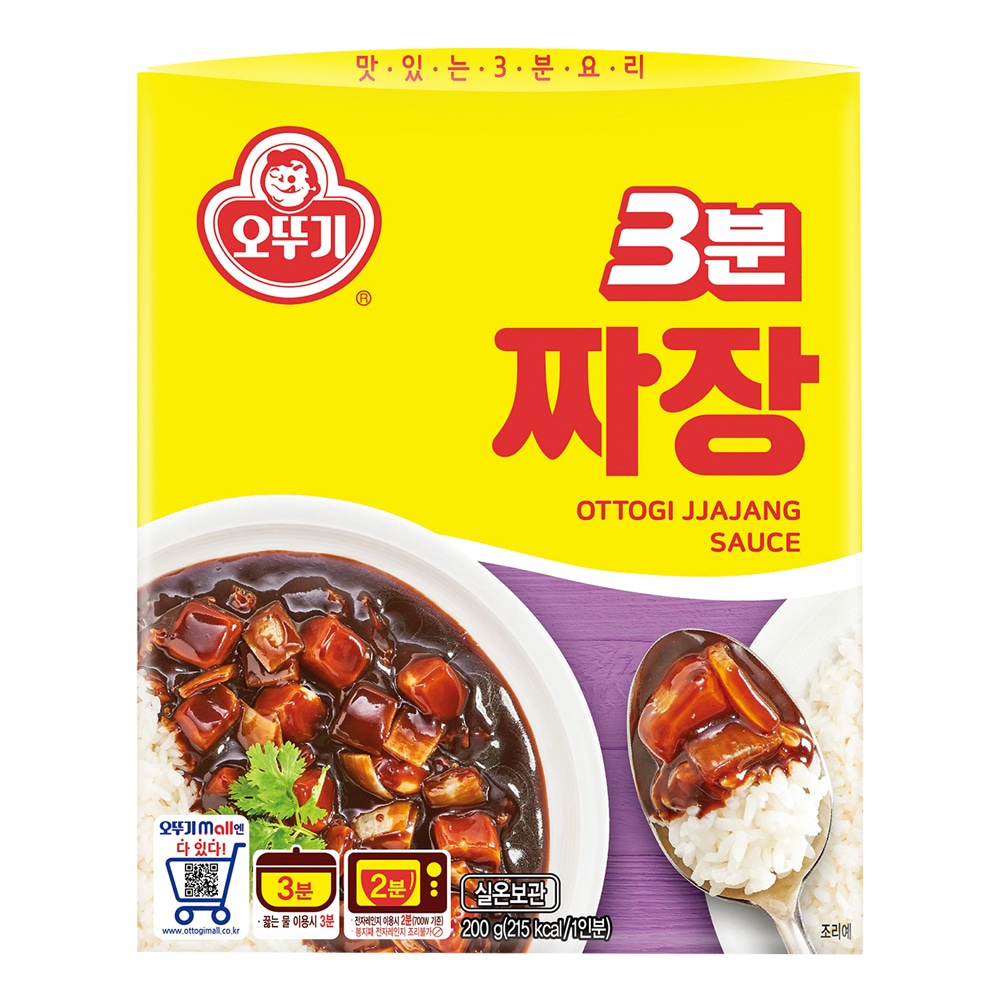 맛·있·는·3·분·요·리
오뚜기
®
3분
짜장
OTTOGI JJAJANG
SAUCE
오뚜기mall엔
다 있다!
www.ottogimall.co.kr
3분
· 끓는 물 이용시 3분
2분
· 전자레인지 이용시 2분(700W 기준)
· 봉지째 전자레인지 조리불가
실온보관
200 g(215 kcal/1인분)
조리예